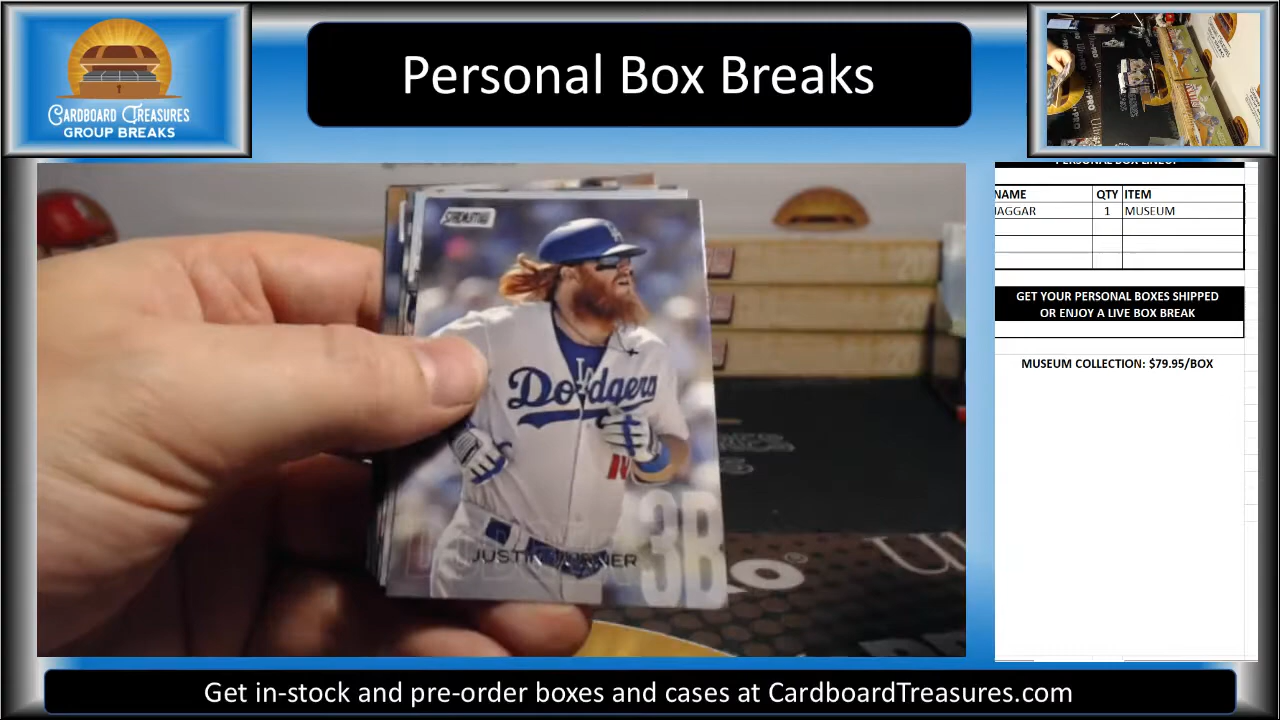 Personal Box Breaks
CARDBOARD TREASURES
GROUP BREAKS
NAME QTY ITEM
1 MUSEUM
GET YOUR PERSONAL BOXES SHIPPED
OR ENJOY A LIVE BOX BREAK
MUSEUM COLLECTION: $79.95/BOX
Dodgers
3B
JUSTIN TURNER
Get in-stock and pre-order boxes and cases at CardboardTreasures.com